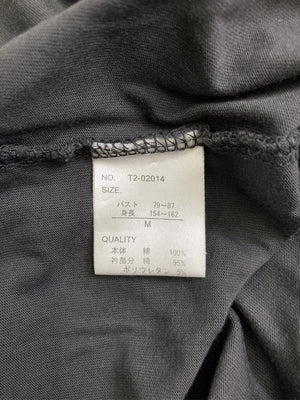 NO. T2-02014
SIZE.
バスト 79～87
身長 154～162
M
QUALITY
本体 綿 100%
衿部分 綿 95%
ポリウレタン 5%